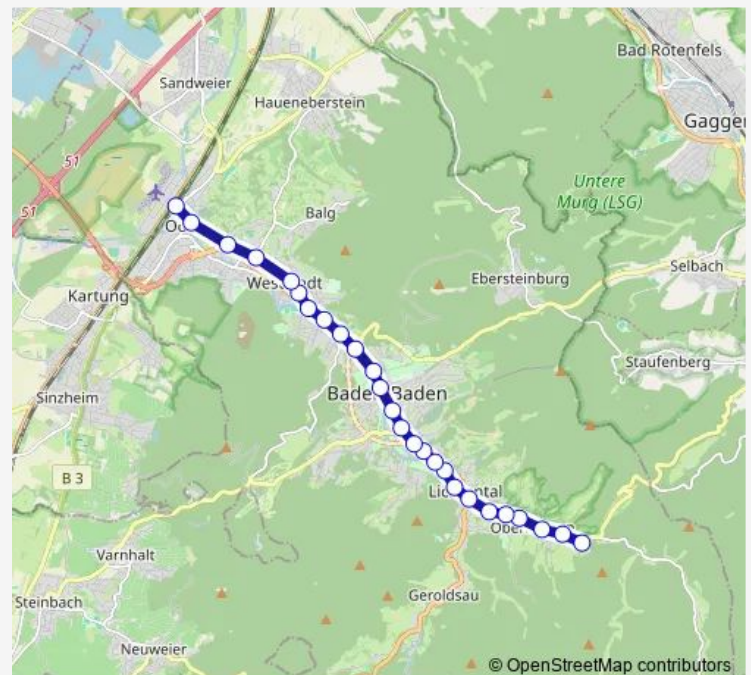 Bad Rotenfels
Sandweier
Haueneberstein
51
51
Untere
Murg (LSG)
Balg
Selbach
Ebersteinburg
Kartung
Staufenberg
Sinzheim
Baden
B 3
Varnhalt
Steinbach
Geroldsau
Neuweier
© OpenStreetMap contributors